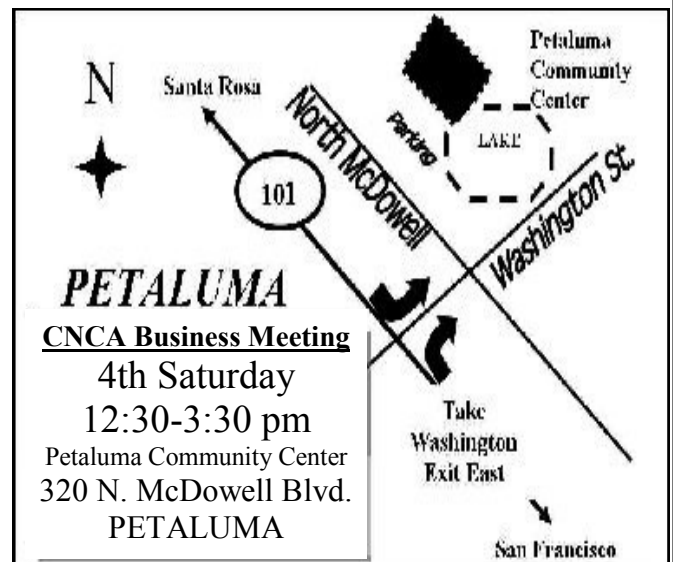 N
Santa Rosa
101
North McDowell
Parking
LAKE
Petaluma
Community
Center
Washington St.
PETALUMA
CNCA Business Meeting
4th Saturday
12:30-3:30 pm
Petaluma Community Center
320 N. McDowell Blvd.
PETALUMA
Take
Washington
Exit East
San Francisco